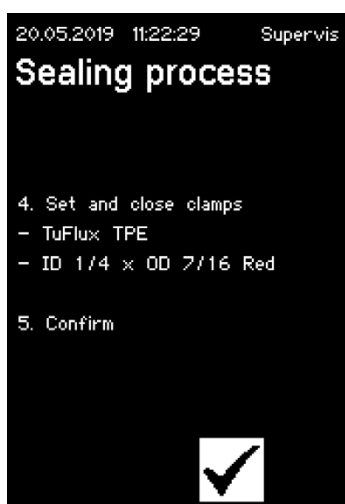 20.05.2019 11:22:29 Supervis
Sealing process
4. Set and close clamps
- TuFlux TPE
- ID 1/4 x OD 7/16 Red
5. Confirm